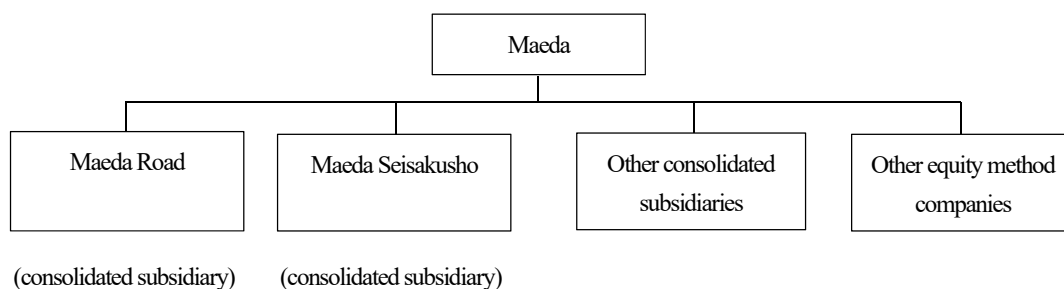 Maeda
Maeda Road
Maeda Seisakusho
Other consolidated
subsidiaries
Other equity method
companies
(consolidated subsidiary)
(consolidated subsidiary)